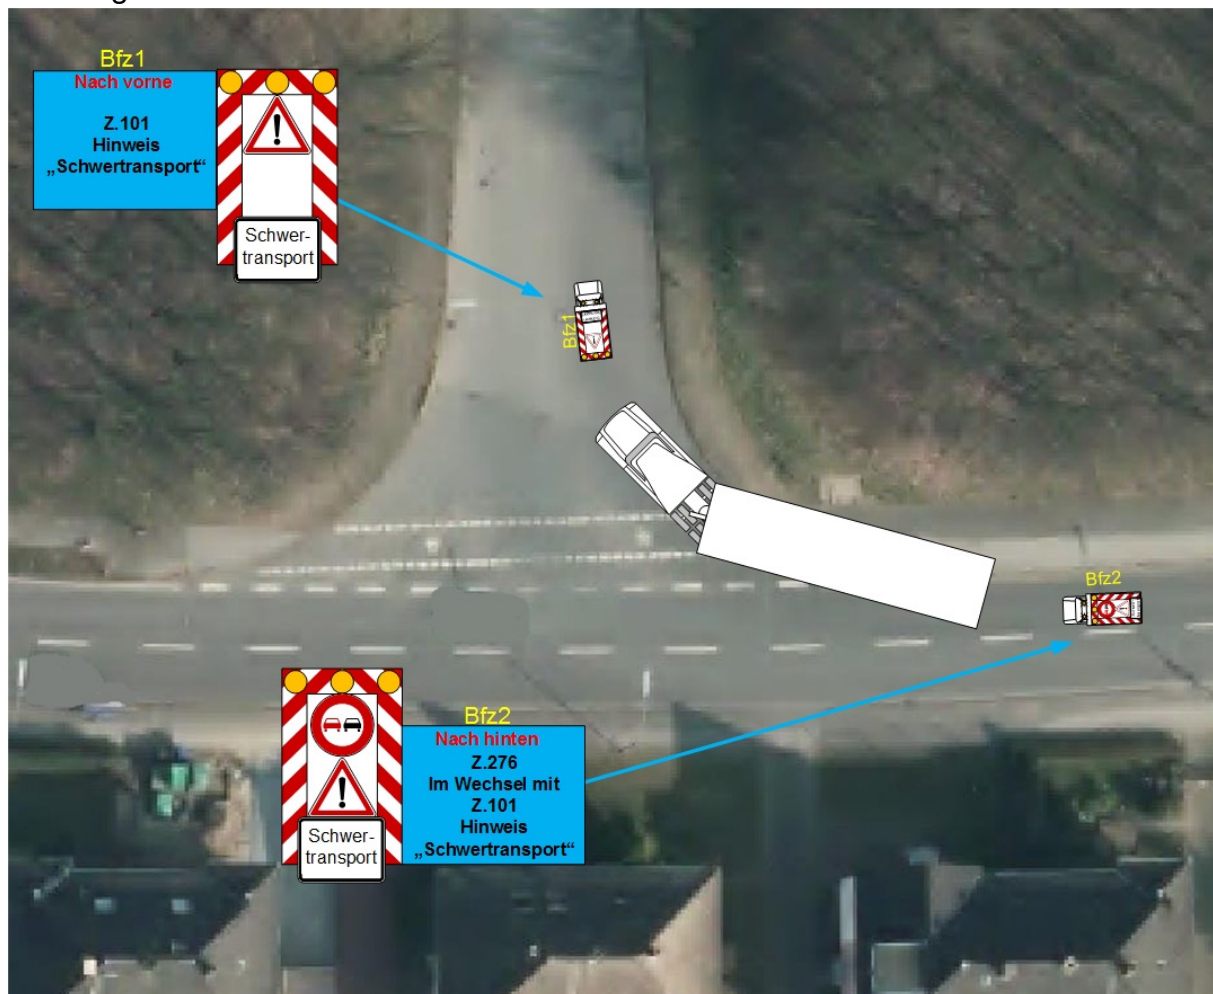 Bfz1
Nach vorne
Z.101
Hinweis
„Schwertransport“
Schwer-
transport
Bfz1
Bfz2
Bfz2
Nach hinten
Z.276
Im Wechsel mit
Z.101
Hinweis
„Schwertransport“
Schwer-
transport